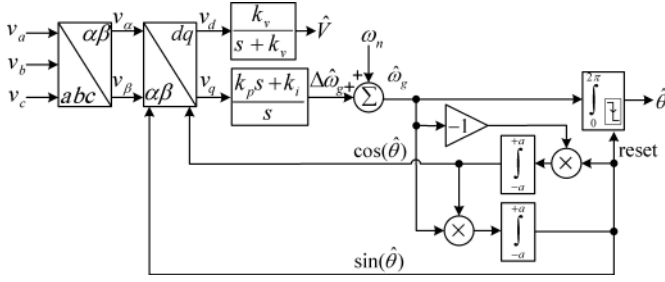 v_a
v_b
v_c
αβ
abc
v_α
v_β
dq
αβ
v_d
v_q
k_v
s + k_v
V̂
k_p s + k_i
s
Δω̂_g
ω_n
+
+
Σ
ω̂_g
−1
2π
∫
0
θ̂
reset
cos(θ̂)
+a
∫
−a
×
×
+a
∫
−a
sin(θ̂)